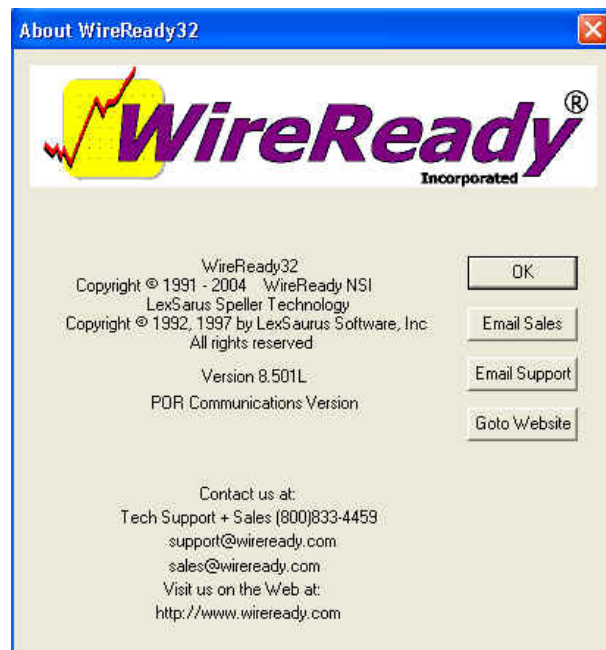 About WireReady32
WireReady®
Incorporated
WireReady32
Copyright © 1991 - 2004 WireReady NSI
LexSarus Speller Technology
Copyright © 1992, 1997 by LexSaurus Software, Inc
All rights reserved
Version 8.501L
POR Communications Version
OK
Email Sales
Email Support
Goto Website
Contact us at:
Tech Support + Sales (800)833-4459
support@wireready.com
sales@wireready.com
Visit us on the Web at:
http://www.wireready.com